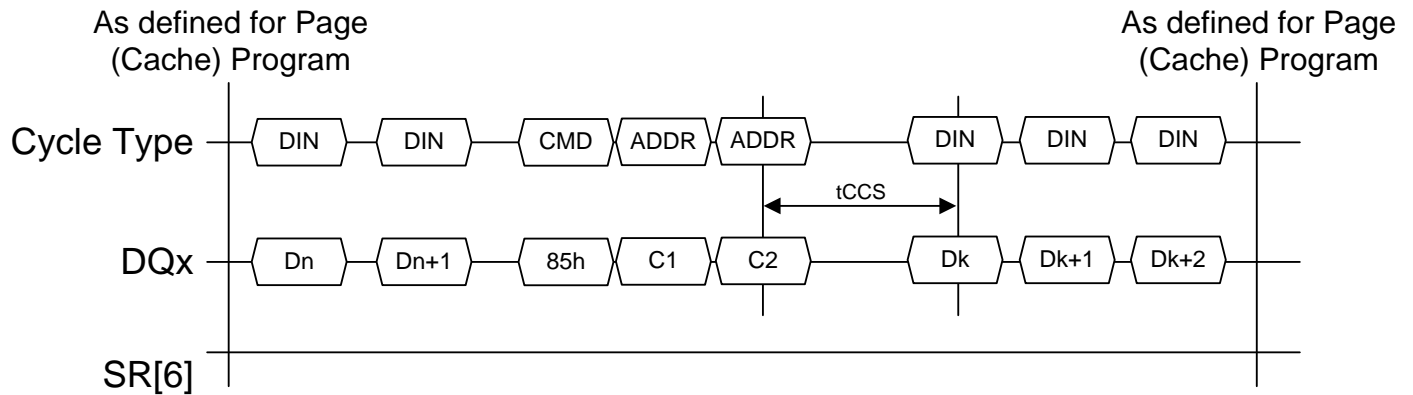 As defined for Page
(Cache) Program
As defined for Page
(Cache) Program
Cycle Type DIN DIN CMD ADDR ADDR DIN DIN DIN
tCCS
DQx Dn Dn+1 85h C1 C2 Dk Dk+1 Dk+2
SR[6]